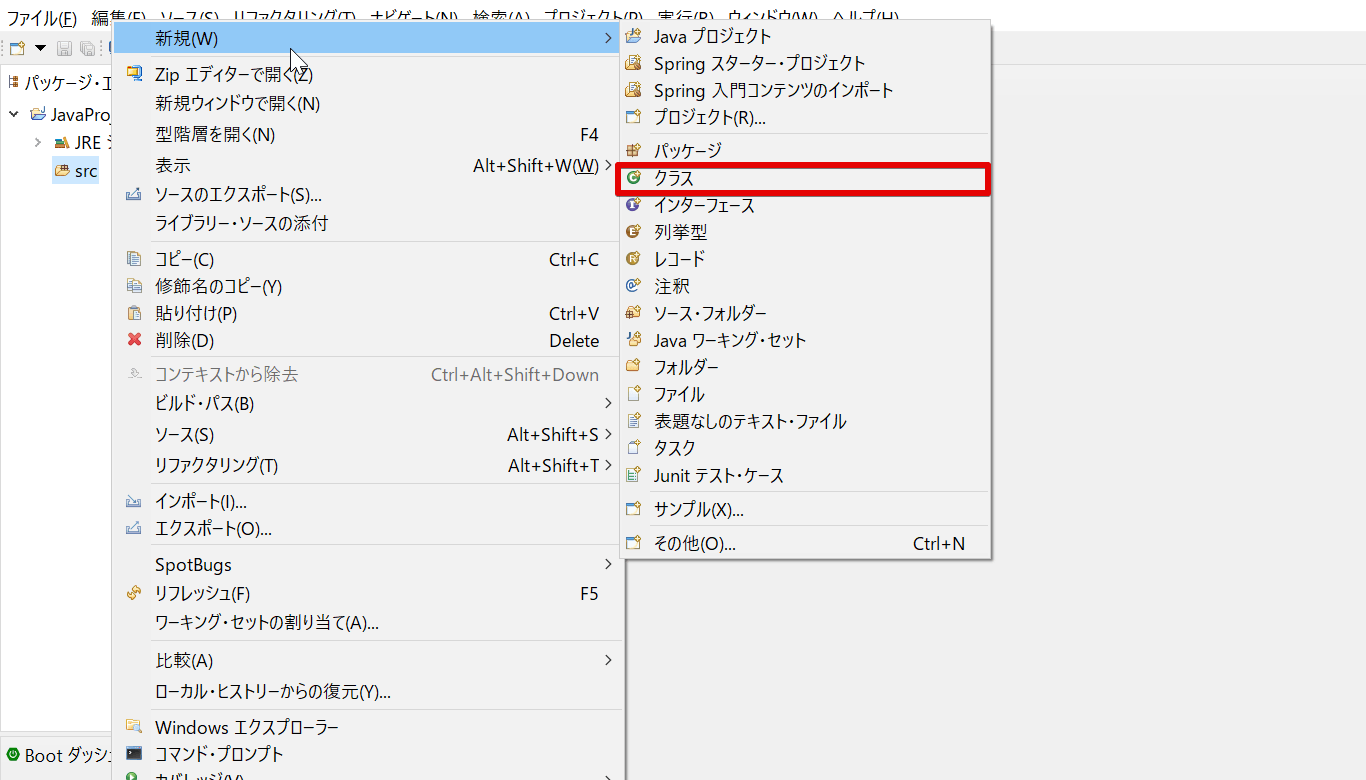 ファイル(F) 編集(E) ソース(S) リファクタリング(T) ナビゲート(N) 検索(A) プロジェクト(P) 実行(R) ウィンドウ(W) ヘルプ(H)
パッケージ・エ
JavaProj
JRE シ
src
Boot ダッシュ
新規(W)
Zip エディターで開く(Z)
新規ウィンドウで開く(N)
型階層を開く(N) F4
表示 Alt+Shift+W(W)
ソースのエクスポート(S)...
ライブラリー・ソースの添付
コピー(C) Ctrl+C
修飾名のコピー(Y)
貼り付け(P) Ctrl+V
削除(D) Delete
コンテキストから除去 Ctrl+Alt+Shift+Down
ビルド・パス(B)
ソース(S) Alt+Shift+S
リファクタリング(T) Alt+Shift+T
インポート(I)...
エクスポート(O)...
SpotBugs
リフレッシュ(F) F5
ワーキング・セットの割り当て(A)...
比較(A)
ローカル・ヒストリーからの復元(Y)...
Windows エクスプローラー
コマンド・プロンプト
カバレッジ(V)
Java プロジェクト
Spring スターター・プロジェクト
Spring 入門コンテンツのインポート
プロジェクト(R)...
パッケージ
クラス
インターフェース
列挙型
レコード
注釈
ソース・フォルダー
Java ワーキング・セット
フォルダー
ファイル
表題なしのテキスト・ファイル
タスク
Junit テスト・ケース
サンプル(X)...
その他(O)... Ctrl+N